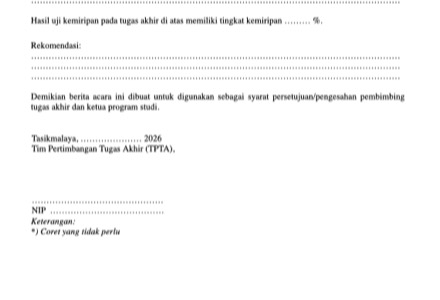 ....................................................................................................
Hasil uji kemiripan pada tugas akhir di atas memiliki tingkat kemiripan ......... %.
Rekomendasi:
....................................................................................................
....................................................................................................
....................................................................................................
Demikian berita acara ini dibuat untuk digunakan sebagai syarat persetujuan/pengesahan pembimbing
tugas akhir dan ketua program studi.
Tasikmalaya, ..................... 2026
Tim Pertimbangan Tugas Akhir (TPTA),
.............................................
NIP .......................................
Keterangan:
*) Coret yang tidak perlu